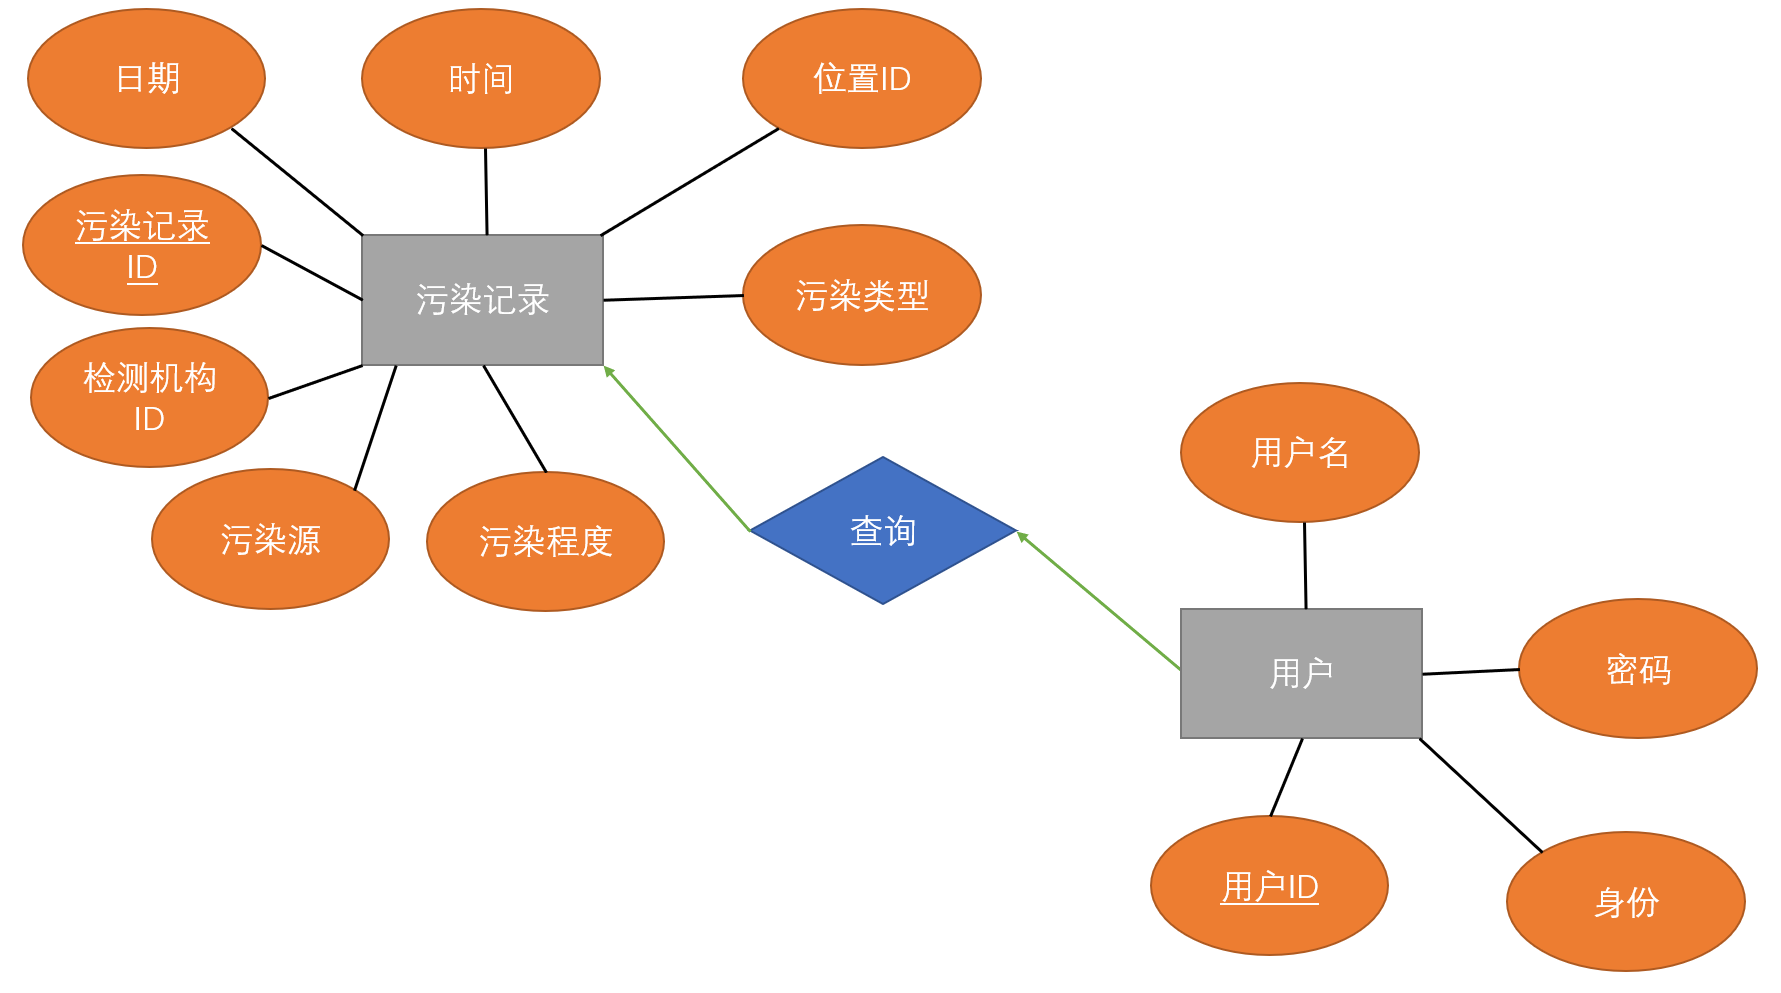 日期
时间
位置ID
污染记录
ID
污染记录
污染类型
检测机构
ID
污染源
污染程度
查询
用户名
用户
密码
用户ID
身份